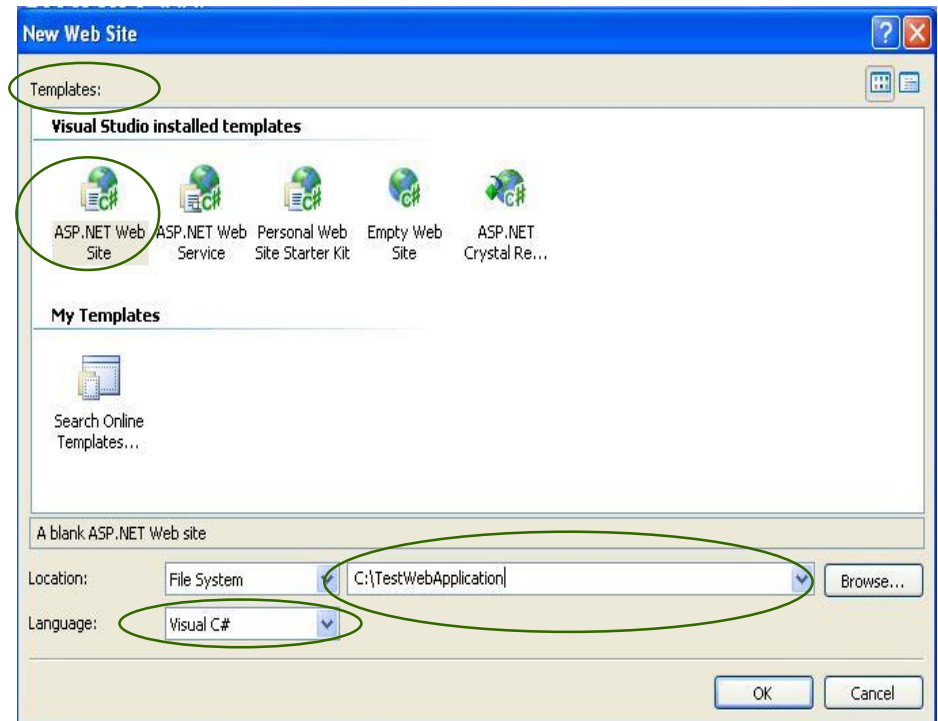 New Web Site
Templates:
Visual Studio installed templates
ASP.NET Web Site
ASP.NET Web Service
Personal Web Site Starter Kit
Empty Web Site
ASP.NET Crystal Re...
My Templates
Search Online Templates...
A blank ASP.NET Web site
Location:
File System
C:\TestWebApplication
Browse...
Language:
Visual C#
OK
Cancel